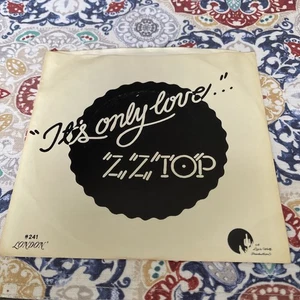 "It's only love..."
ZZ TOP
#241
LONDON